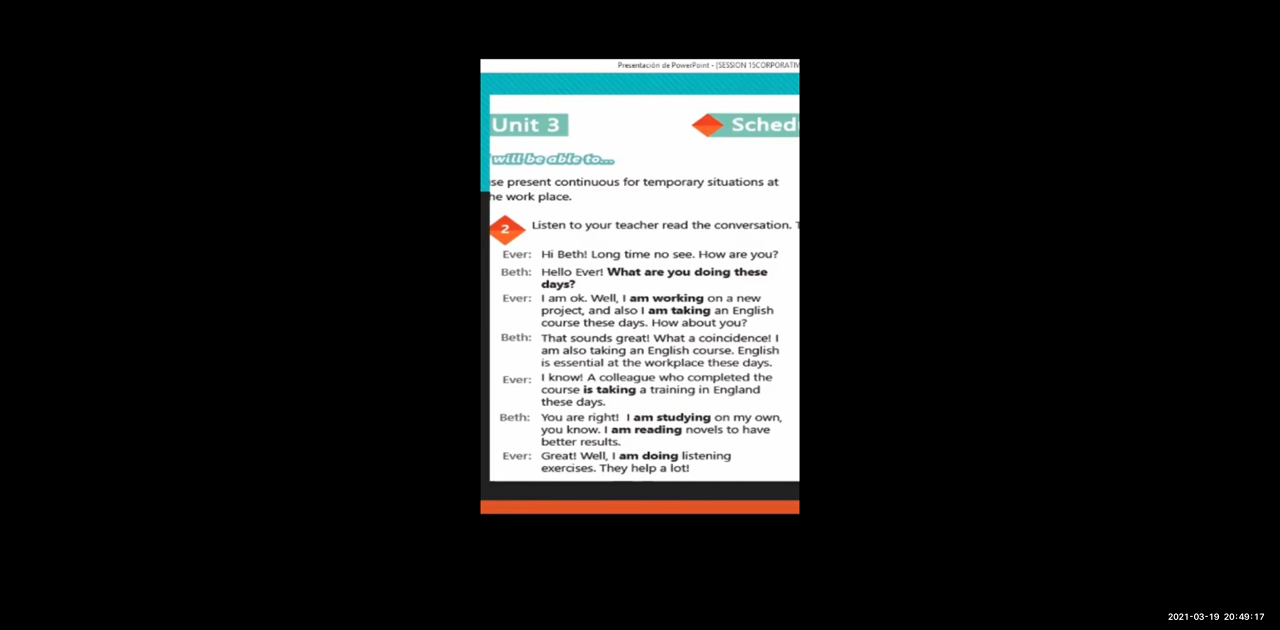 Presentación de PowerPoint - [SESSION 15CORPORATIV
Unit 3
Sched
will be able to...
se present continuous for temporary situations at
he work place.
2
Listen to your teacher read the conversation. T
Ever: Hi Beth! Long time no see. How are you?
Beth: Hello Ever! What are you doing these
days?
Ever: I am ok. Well, I am working on a new
project, and also I am taking an English
course these days. How about you?
Beth: That sounds great! What a coincidence! I
am also taking an English course. English
is essential at the workplace these days.
Ever: I know! A colleague who completed the
course is taking a training in England
these days.
Beth: You are right! I am studying on my own,
you know. I am reading novels to have
better results.
Ever: Great! Well, I am doing listening
exercises. They help a lot!
2021-03-19 20:49:17